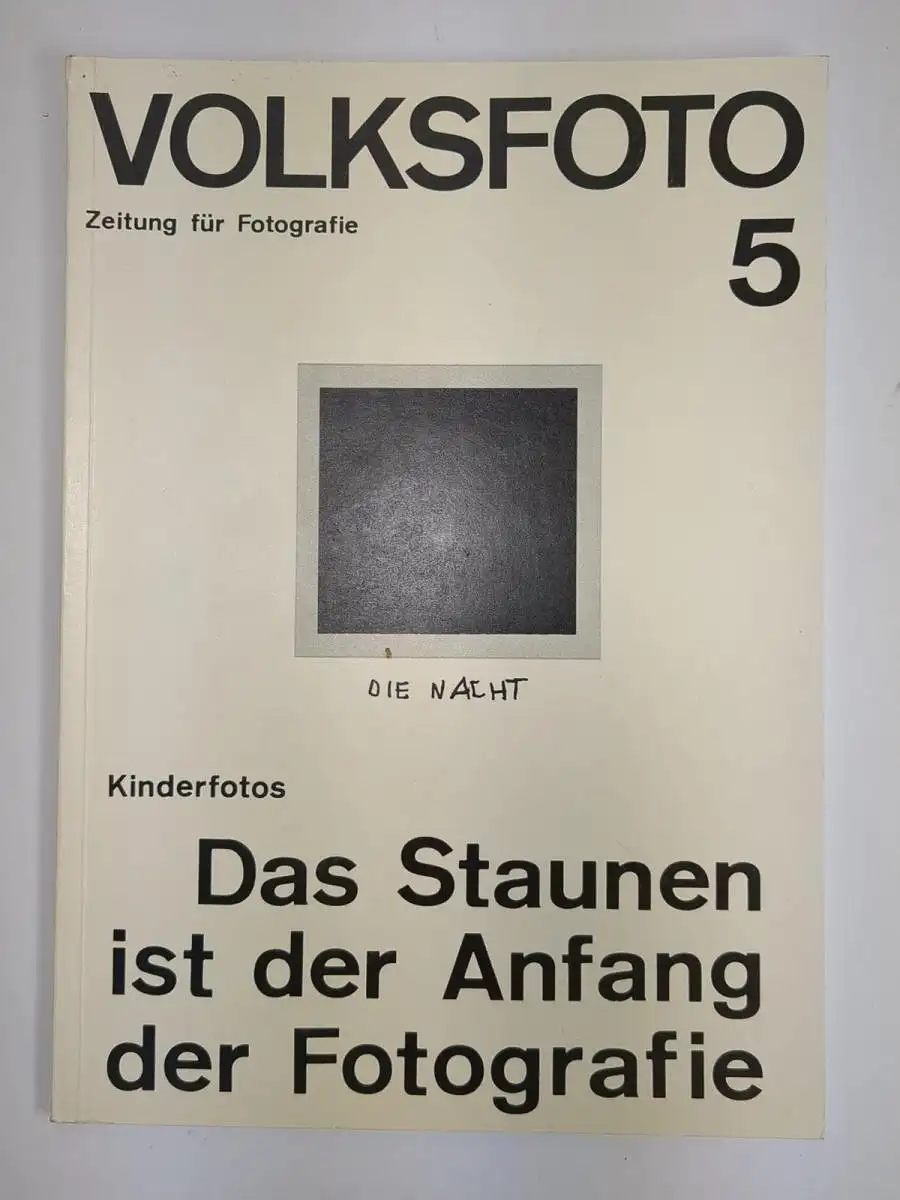 VOLKSFOTO
Zeitung für Fotografie
5
DIE NACHT
Kinderfotos
Das Staunen
ist der Anfang
der Fotografie